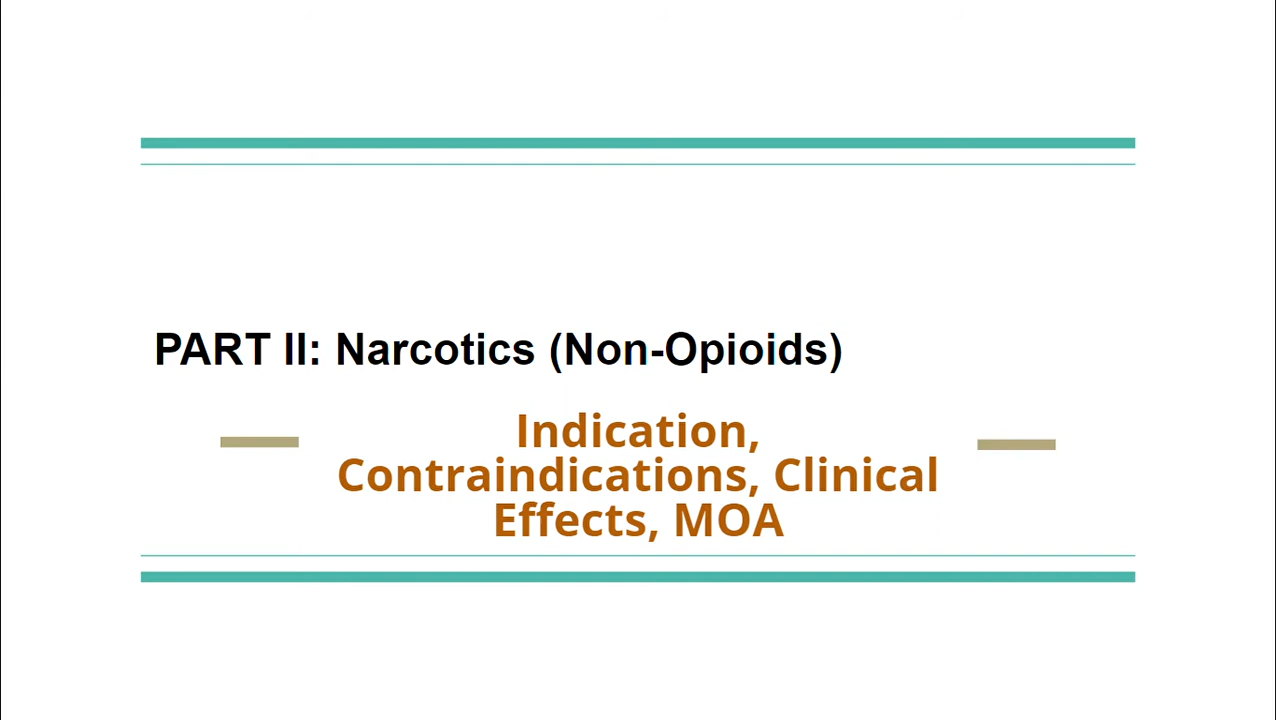 PART II: Narcotics (Non-Opioids)
Indication,
Contraindications, Clinical
Effects, MOA